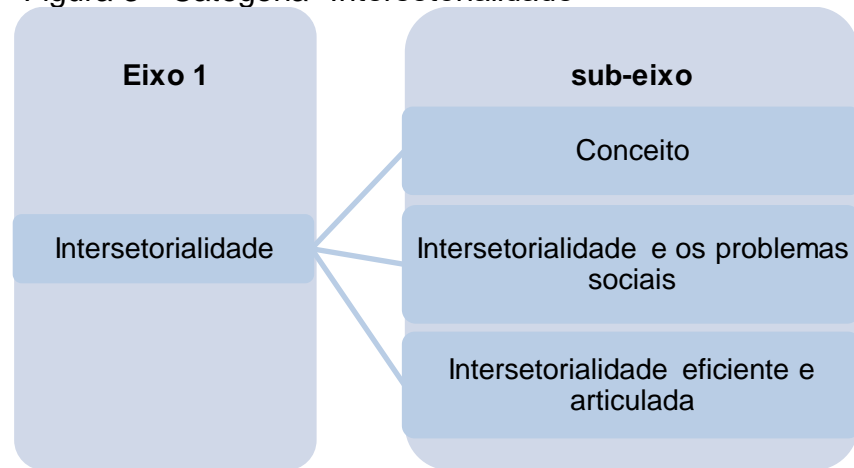 Eixo 1
sub-eixo
Conceito
Intersetorialidade
Intersetorialidade e os problemas
sociais
Intersetorialidade eficiente e
articulada